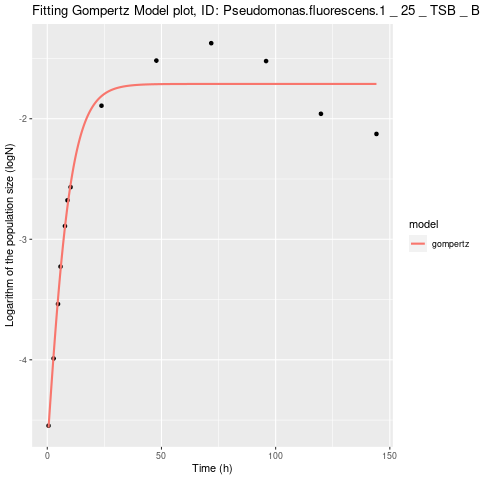 Fitting Gompertz Model plot, ID: Pseudomonas.fluorescens.1 _ 25 _ TSB _ B
Logarithm of the population size (logN)
-2
-3
-4
0
50
100
150
Time (h)
model
gompertz